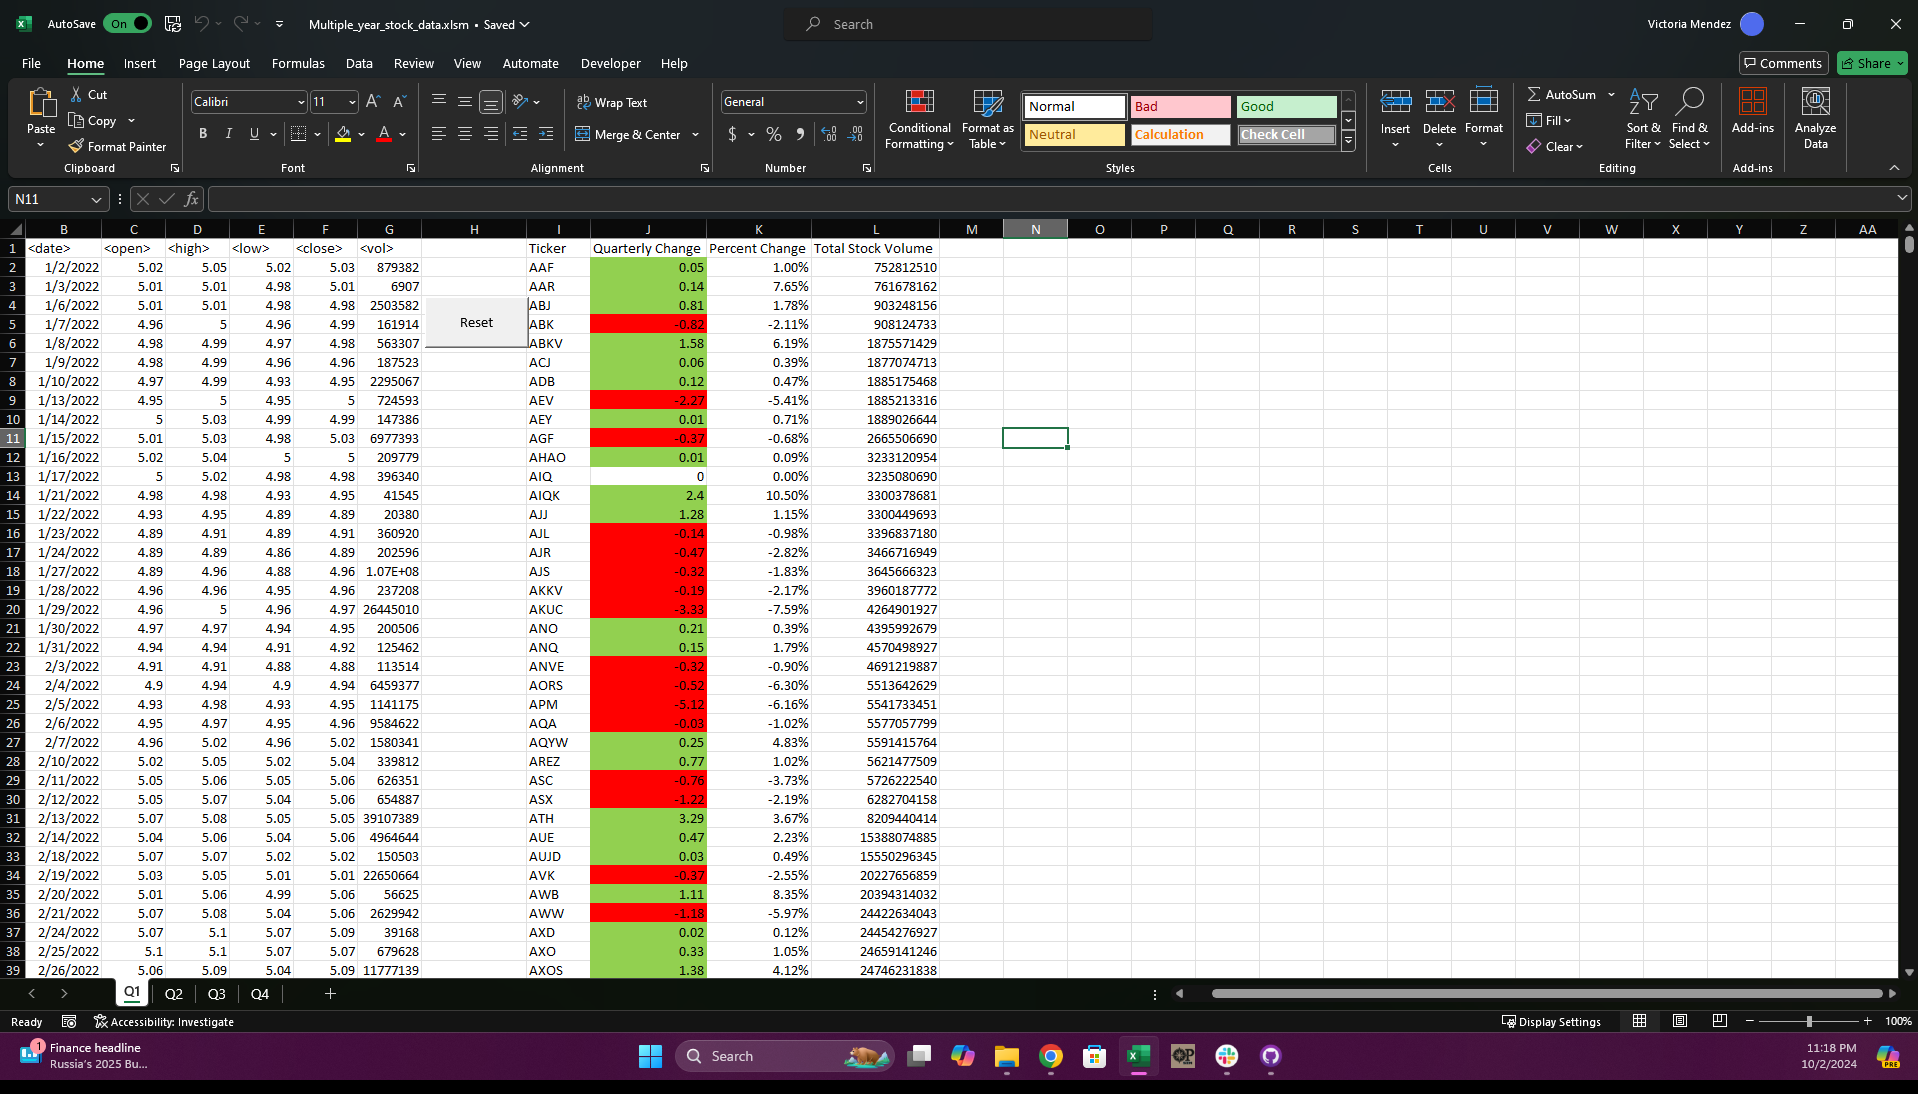 AutoSave On Multiple_year_stock_data.xlsm • Saved Search Victoria Mendez
File Home Insert Page Layout Formulas Data Review View Automate Developer Help Comments Share
Paste Cut Copy Format Painter Clipboard
Calibri 11 B I U A Font
Wrap Text Merge & Center Alignment
General $ % Number
Conditional Formatting Format as Table Normal Bad Good Neutral Calculation Check Cell Styles
Insert Delete Format Cells
AutoSum Fill Clear Sort & Filter Find & Select Editing
Add-ins Add-ins Analyze Data
N11 fx
B C D E F G H I J K L M N O P Q R S T U V W X Y Z AA
1 <date> <open> <high> <low> <close> <vol> Ticker Quarterly Change Percent Change Total Stock Volume
2 1/2/2022 5.02 5.05 5.02 5.03 879382 AAF 0.05 1.00% 752812510
3 1/3/2022 5.01 5.01 4.98 5.01 6907 AAR 0.14 7.65% 761678162
4 1/6/2022 5.01 5.01 4.98 4.98 2503582 ABJ 0.81 1.78% 903248156
5 1/7/2022 4.96 5 4.96 4.99 161914 Reset ABK -0.82 -2.11% 908124733
6 1/8/2022 4.98 4.99 4.97 4.98 563307 ABKV 1.58 6.19% 1875571429
7 1/9/2022 4.98 4.99 4.96 4.96 187523 ACJ 0.06 0.39% 1877074713
8 1/10/2022 4.97 4.99 4.93 4.95 2295067 ADB 0.12 0.47% 1885175468
9 1/13/2022 4.95 5 4.95 5 724593 AEV -2.27 -5.41% 1885213316
10 1/14/2022 5 5.03 4.99 4.99 147386 AEY 0.01 0.71% 1889026644
11 1/15/2022 5.01 5.03 4.98 5.03 6977393 AGF -0.37 -0.68% 2665506690
12 1/16/2022 5.02 5.04 5 5 209779 AHAO 0.01 0.09% 3233120954
13 1/17/2022 5 5.02 4.98 4.98 396340 AIQ 0 0.00% 3235080690
14 1/21/2022 4.98 4.98 4.93 4.95 41545 AIQK 2.4 10.50% 3300378681
15 1/22/2022 4.93 4.95 4.89 4.89 20380 AJJ 1.28 1.15% 3300449693
16 1/23/2022 4.89 4.91 4.89 4.91 360920 AJL -0.14 -0.98% 3396837180
17 1/24/2022 4.89 4.89 4.86 4.89 202596 AJR -0.47 -2.82% 3466716949
18 1/27/2022 4.89 4.96 4.88 4.96 1.07E+08 AJS -0.32 -1.83% 3645666323
19 1/28/2022 4.96 4.96 4.95 4.96 237208 AKKV -0.19 -2.17% 3960187772
20 1/29/2022 4.96 5 4.96 4.97 26445010 AKUC -3.33 -7.59% 4264901927
21 1/30/2022 4.97 4.97 4.94 4.95 200506 ANO 0.21 0.39% 4395992679
22 1/31/2022 4.94 4.94 4.91 4.92 125462 ANQ 0.15 1.79% 4570498927
23 2/3/2022 4.91 4.91 4.88 4.88 113514 ANVE -0.32 -0.90% 4691219887
24 2/4/2022 4.9 4.94 4.9 4.94 6459377 AORS -0.52 -6.30% 5513642629
25 2/5/2022 4.93 4.98 4.93 4.95 1141175 APM -5.12 -6.16% 5541733451
26 2/6/2022 4.95 4.97 4.95 4.96 9584622 AQA -0.03 -1.02% 5577057799
27 2/7/2022 4.96 5.02 4.96 5.02 1580341 AQYW 0.25 4.83% 5591415764
28 2/10/2022 5.02 5.05 5.02 5.04 339812 AREZ 0.77 1.02% 5621477509
29 2/11/2022 5.05 5.06 5.05 5.06 626351 ASC -0.76 -3.73% 5726222540
30 2/12/2022 5.05 5.07 5.04 5.06 654887 ASX -1.22 -2.19% 6282704158
31 2/13/2022 5.07 5.08 5.05 5.05 39107389 ATH 3.29 3.67% 8209440414
32 2/14/2022 5.04 5.06 5.04 5.06 4964644 AUE 0.47 2.23% 15388074885
33 2/18/2022 5.07 5.07 5.02 5.02 150503 AUJD 0.03 0.49% 15550296345
34 2/19/2022 5.03 5.05 5.01 5.01 22650664 AVK -0.37 -2.55% 20227656859
35 2/20/2022 5.01 5.06 4.99 5.06 56625 AWB 1.11 8.35% 20394314032
36 2/21/2022 5.07 5.08 5.04 5.06 2629942 AWW -1.18 -5.97% 24422634043
37 2/24/2022 5.07 5.1 5.07 5.09 39168 AXD 0.02 0.12% 24454276927
38 2/25/2022 5.1 5.1 5.07 5.07 679628 AXO 0.33 1.05% 24659141246
39 2/26/2022 5.06 5.09 5.04 5.09 11777139 AXOS 1.38 4.12% 24746231838
Q1 Q2 Q3 Q4
Ready Accessibility: Investigate Display Settings 100%
1 Finance headline
Russia's 2025 Bu...
Search
11:18 PM
10/2/2024
PRE